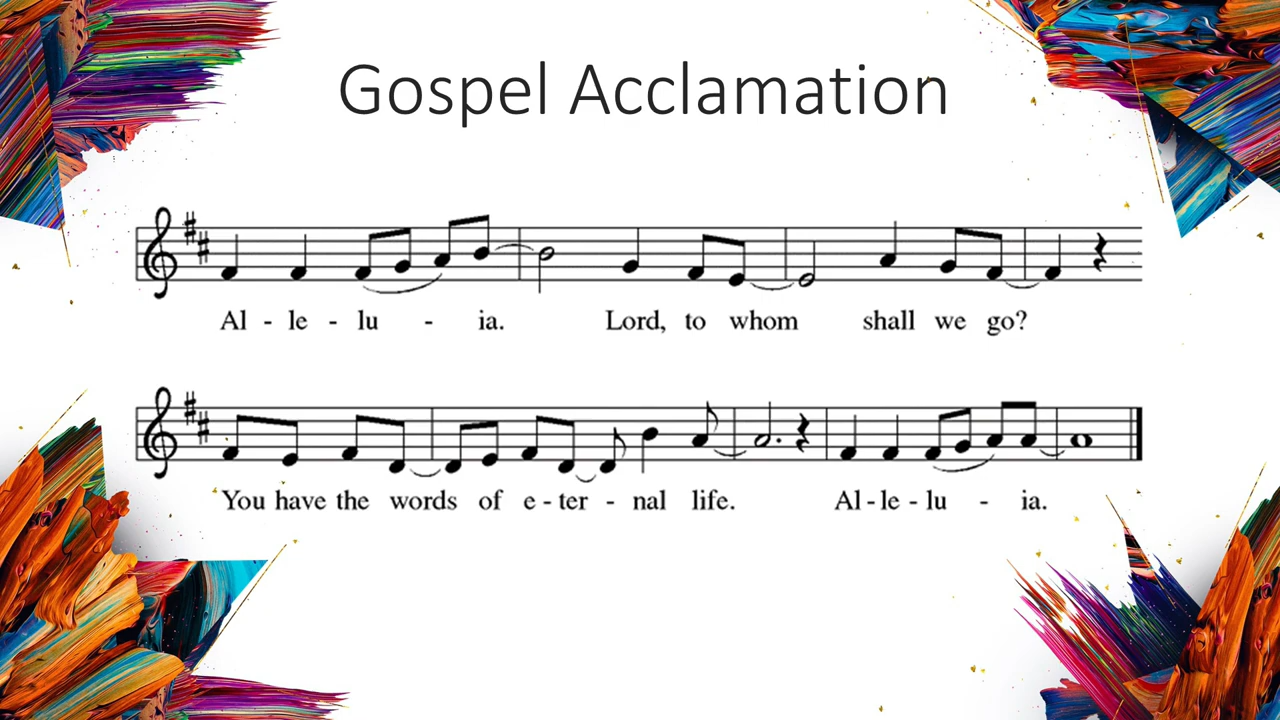 Gospel Acclamation
Al - le - lu - ia. Lord, to whom shall we go?
You have the words of e - ter - nal life. Al - le - lu - ia.